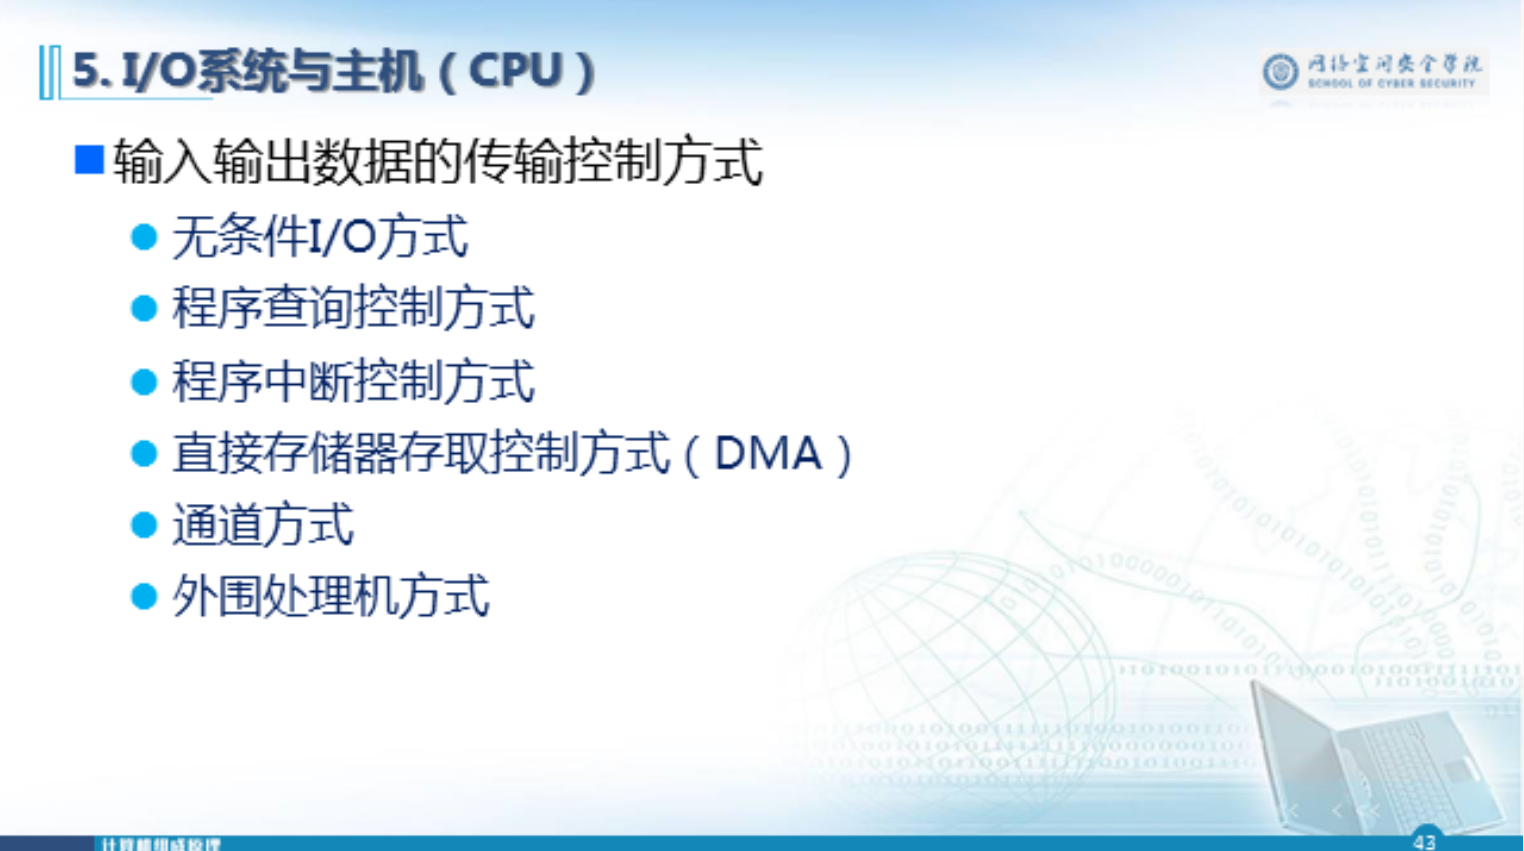 5. I/O系统与主机（CPU）
网络空间安全学院
SCHOOL OF CYBER SECURITY
输入输出数据的传输控制方式
无条件I/O方式
程序查询控制方式
程序中断控制方式
直接存储器存取控制方式（DMA）
通道方式
外围处理机方式
计算机组成原理
43